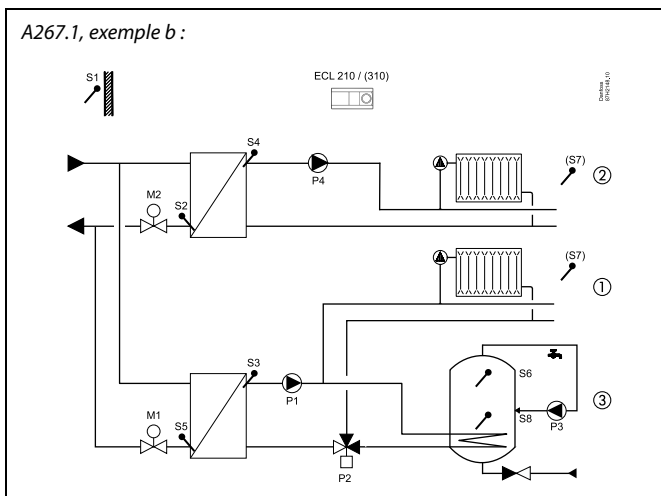 A267.1, exemple b :
S1
ECL 210 / (310)
Danfoss
87H2148_10
S4
P4
(S7)
②
M2
S2
(S7)
①
S3
P1
S6
M1
S5
S8
P3
③
P2